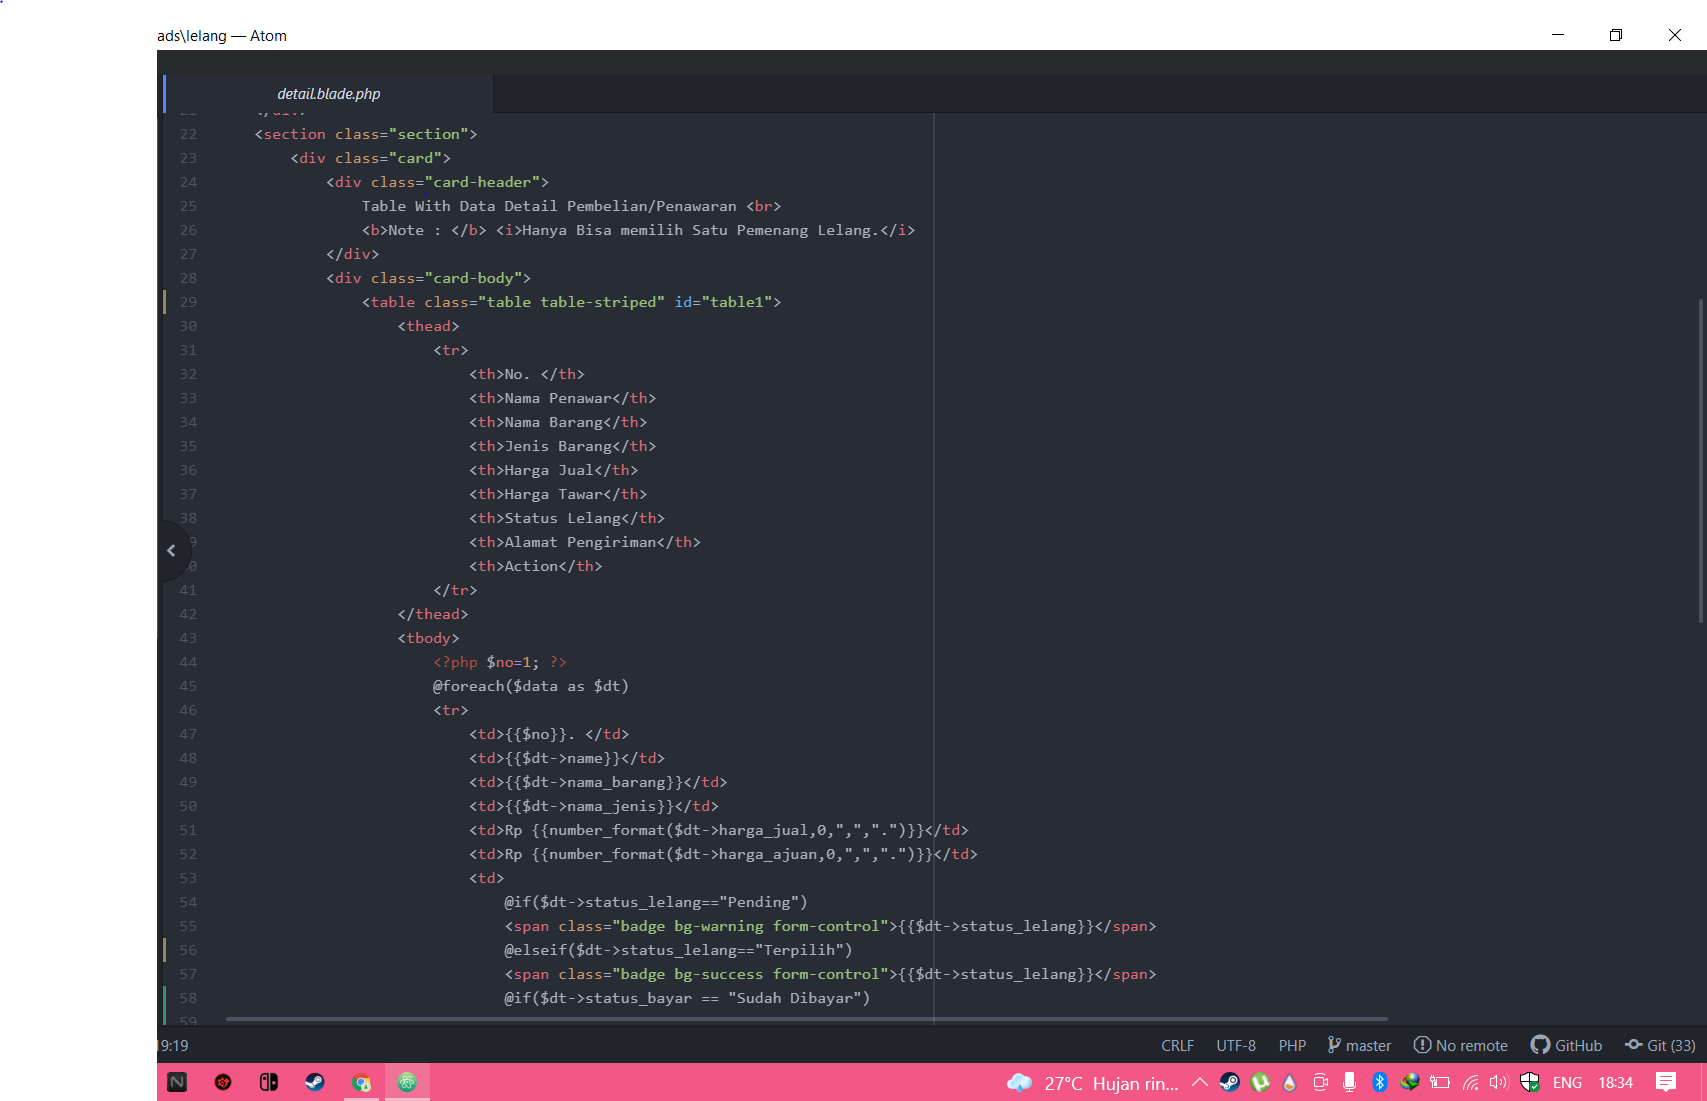 ads\lelang — Atom
detail.blade.php
21 </div>
22 <section class="section">
23 <div class="card">
24 <div class="card-header">
25 Table With Data Detail Pembelian/Penawaran <br>
26 <b>Note : </b> <i>Hanya Bisa memilih Satu Pemenang Lelang.</i>
27 </div>
28 <div class="card-body">
29 <table class="table table-striped" id="table1">
30 <thead>
31 <tr>
32 <th>No. </th>
33 <th>Nama Penawar</th>
34 <th>Nama Barang</th>
35 <th>Jenis Barang</th>
36 <th>Harga Jual</th>
37 <th>Harga Tawar</th>
38 <th>Status Lelang</th>
9 <th>Alamat Pengiriman</th>
0 <th>Action</th>
41 </tr>
42 </thead>
43 <tbody>
44 <?php $no=1; ?>
45 @foreach($data as $dt)
46 <tr>
47 <td>{{$no}}. </td>
48 <td>{{$dt->name}}</td>
49 <td>{{$dt->nama_barang}}</td>
50 <td>{{$dt->nama_jenis}}</td>
51 <td>Rp {{number_format($dt->harga_jual,0,",",".")}}</td>
52 <td>Rp {{number_format($dt->harga_ajuan,0,",",".")}}</td>
53 <td>
54 @if($dt->status_lelang=="Pending")
55 <span class="badge bg-warning form-control">{{$dt->status_lelang}}</span>
56 @elseif($dt->status_lelang=="Terpilih")
57 <span class="badge bg-success form-control">{{$dt->status_lelang}}</span>
58 @if($dt->status_bayar == "Sudah Dibayar")
59
19:19 CRLF UTF-8 PHP master No remote GitHub Git (33)
27°C Hujan rin... ENG 18:34